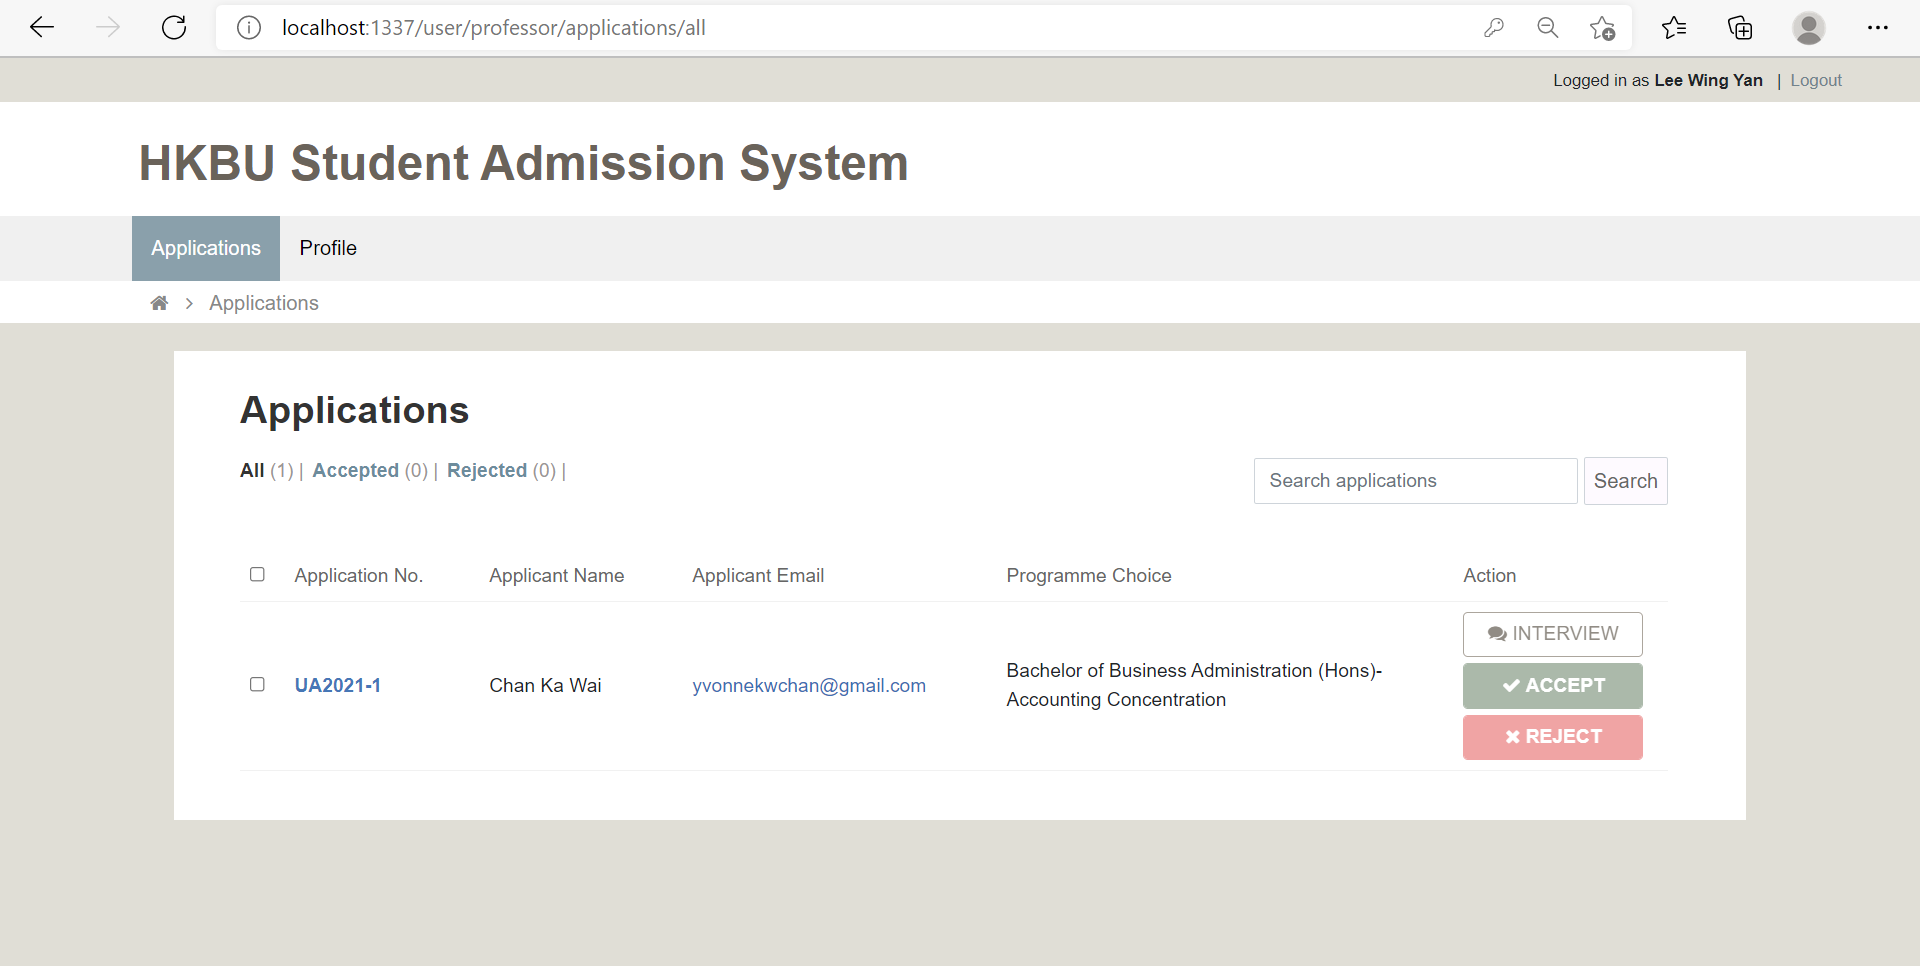 localhost:1337/user/professor/applications/all
Logged in as Lee Wing Yan | Logout
HKBU Student Admission System
Applications Profile
Applications
Applications
All (1) | Accepted (0) | Rejected (0) |
Search applications Search
Application No. Applicant Name Applicant Email Programme Choice Action
UA2021-1 Chan Ka Wai yvonnekwchan@gmail.com
Bachelor of Business Administration (Hons)-
Accounting Concentration
INTERVIEW
ACCEPT
REJECT